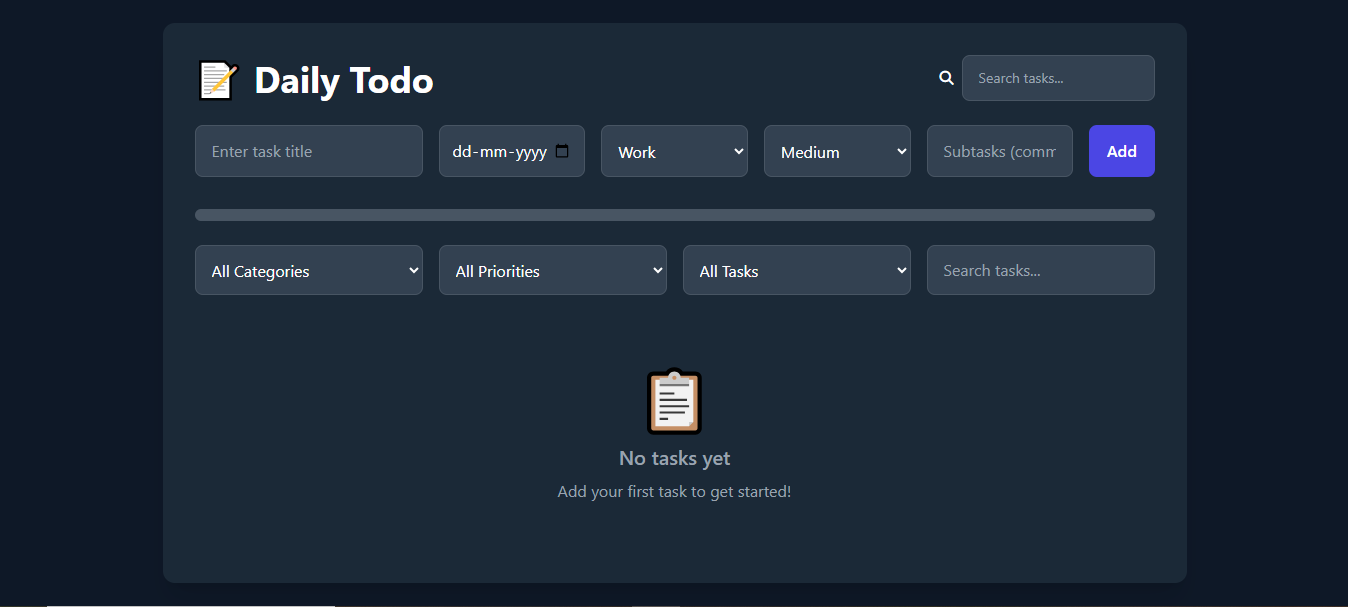 Daily Todo
Search tasks...
Enter task title
dd-mm-yyyy
Work
Medium
Subtasks (comm
Add
All Categories
All Priorities
All Tasks
Search tasks...
No tasks yet
Add your first task to get started!